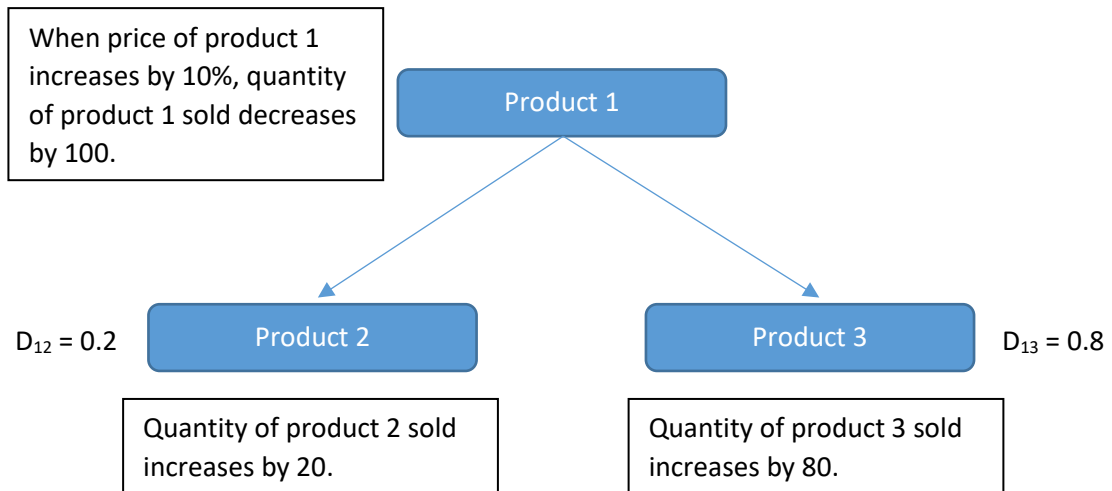 When price of product 1
increases by 10%, quantity
of product 1 sold decreases
by 100.
Product 1
D₁₂ = 0.2
Product 2
Product 3
D₁₃ = 0.8
Quantity of product 2 sold
increases by 20.
Quantity of product 3 sold
increases by 80.